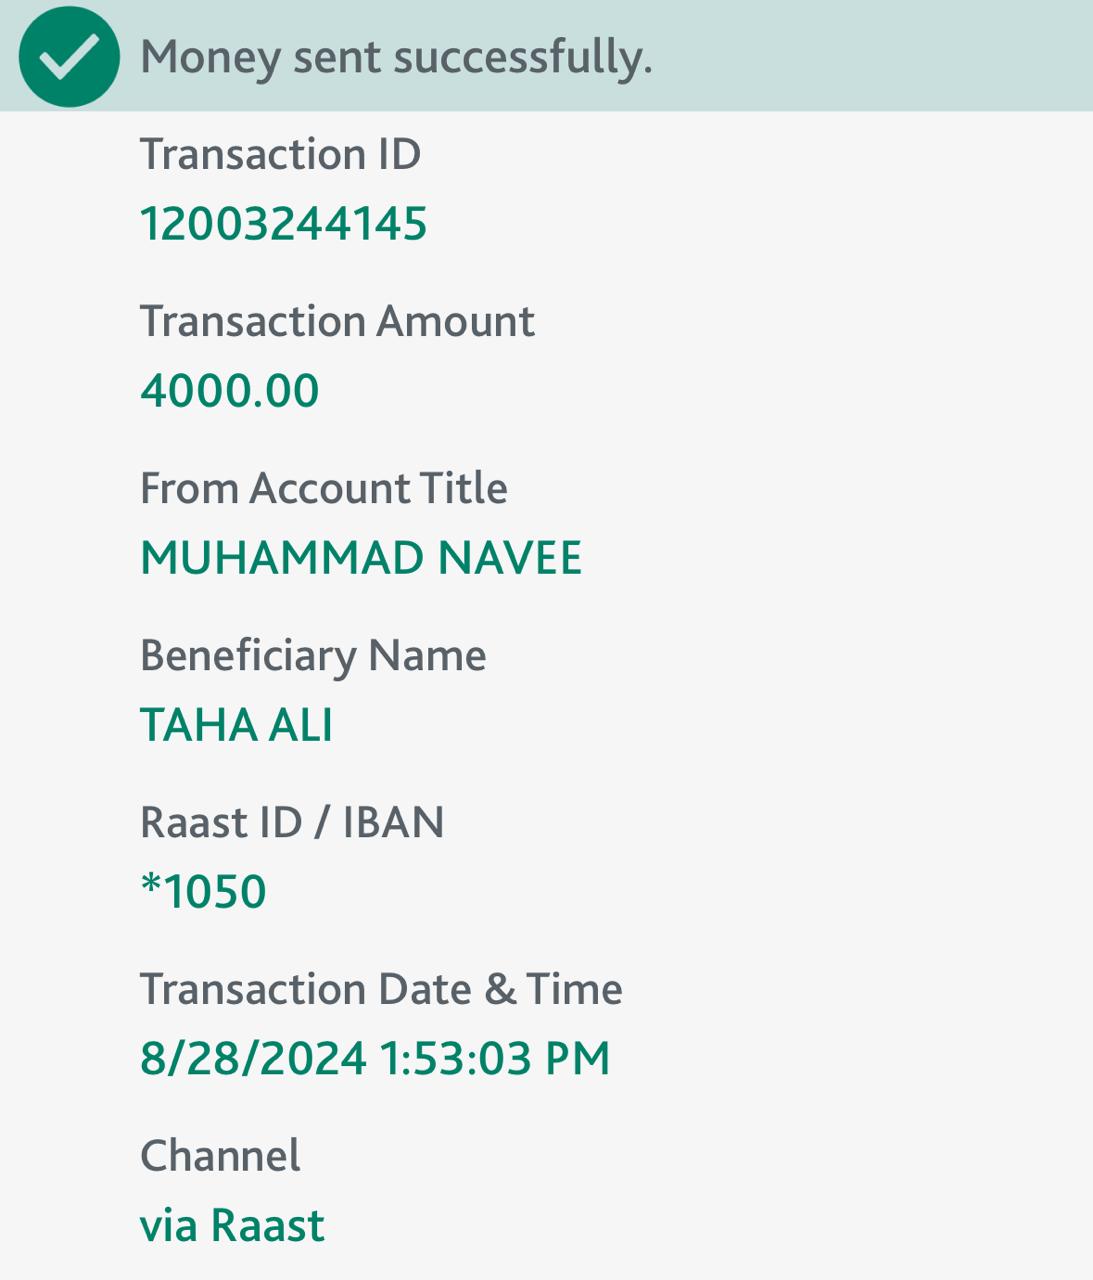 Money sent successfully.
Transaction ID
12003244145
Transaction Amount
4000.00
From Account Title
MUHAMMAD NAVEE
Beneficiary Name
TAHA ALI
Raast ID / IBAN
*1050
Transaction Date & Time
8/28/2024 1:53:03 PM
Channel
via Raast